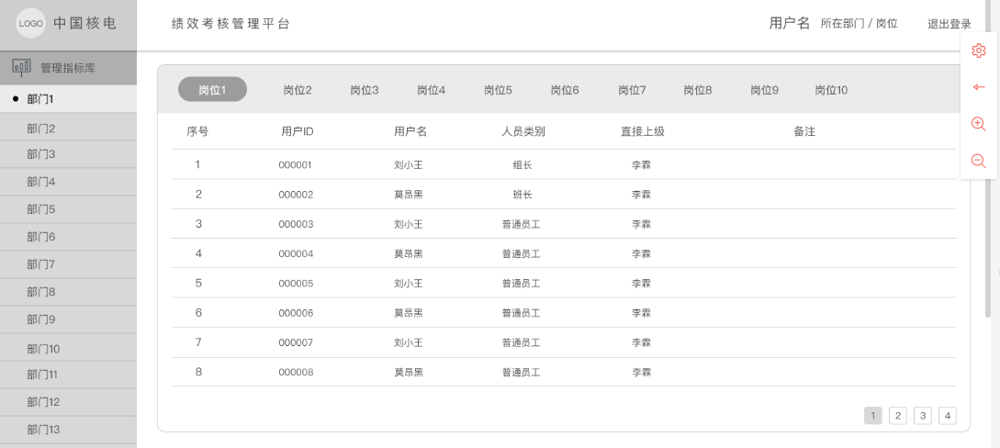 LOGO 中国核电
绩效考核管理平台
用户名 所在部门 / 岗位 退出登录
管理指标库
部门1
部门2
部门3
部门4
部门5
部门6
部门7
部门8
部门9
部门10
部门11
部门12
部门13
岗位1 岗位2 岗位3 岗位4 岗位5 岗位6 岗位7 岗位8 岗位9 岗位10
序号 用户ID 用户名 人员类别 直接上级 备注
1 000001 刘小王 组长 李霖
2 000002 莫昂黑 班长 李霖
3 000003 刘小王 普通员工 李霖
4 000004 莫昂黑 普通员工 李霖
5 000005 刘小王 普通员工 李霖
6 000006 莫昂黑 普通员工 李霖
7 000007 刘小王 普通员工 李霖
8 000008 莫昂黑 普通员工 李霖
1 2 3 4